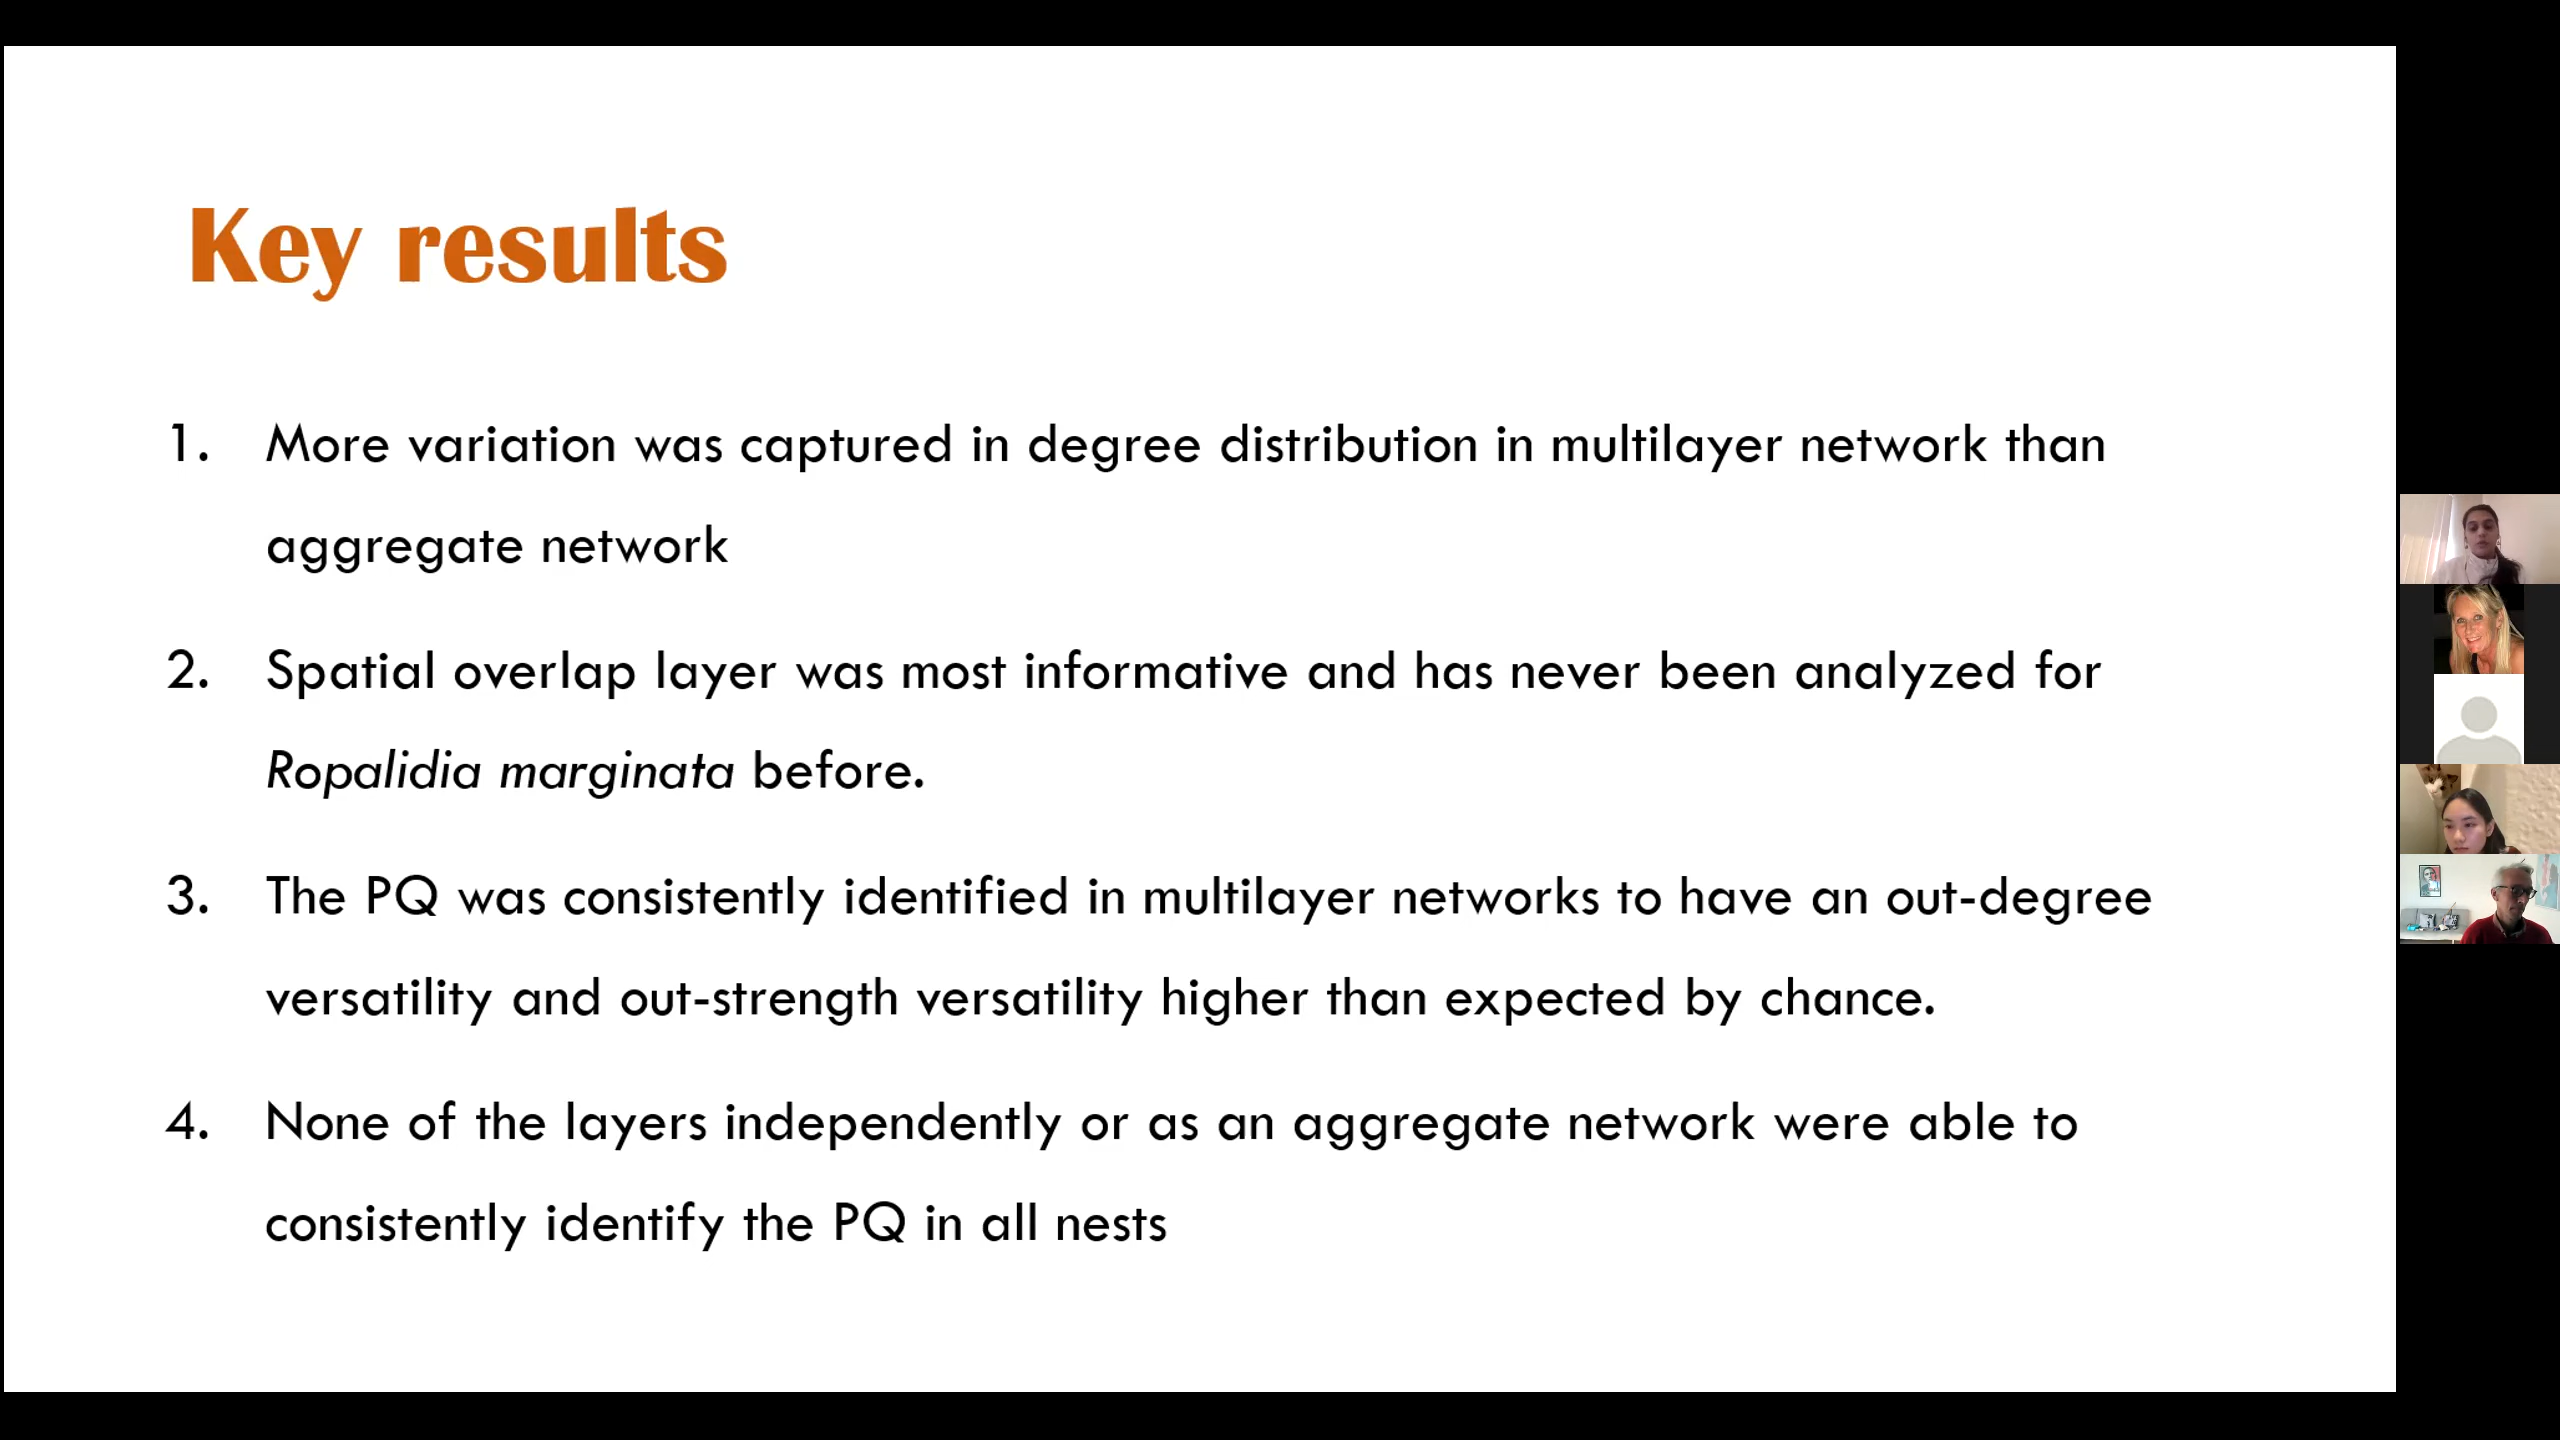 Key results
1. More variation was captured in degree distribution in multilayer network than
aggregate network
2. Spatial overlap layer was most informative and has never been analyzed for
Ropalidia marginata before.
3. The PQ was consistently identified in multilayer networks to have an out-degree
versatility and out-strength versatility higher than expected by chance.
4. None of the layers independently or as an aggregate network were able to
consistently identify the PQ in all nests